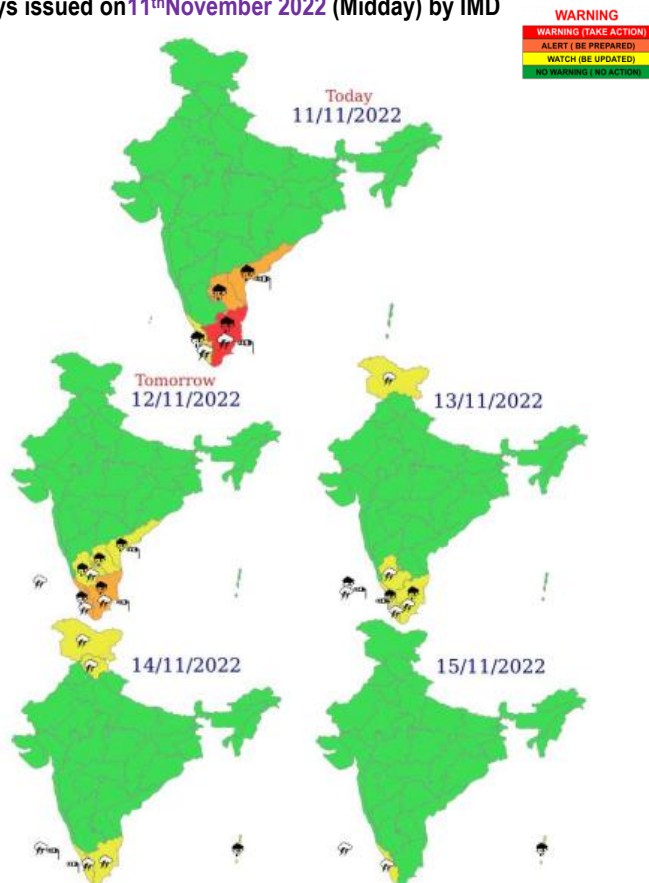 ys issued on11thNovember 2022 (Midday) by IMD
WARNING
WARNING (TAKE ACTION)
ALERT ( BE PREPARED)
WATCH (BE UPDATED)
NO WARNING ( NO ACTION)
Today
11/11/2022
Tomorrow
12/11/2022
13/11/2022
14/11/2022
15/11/2022